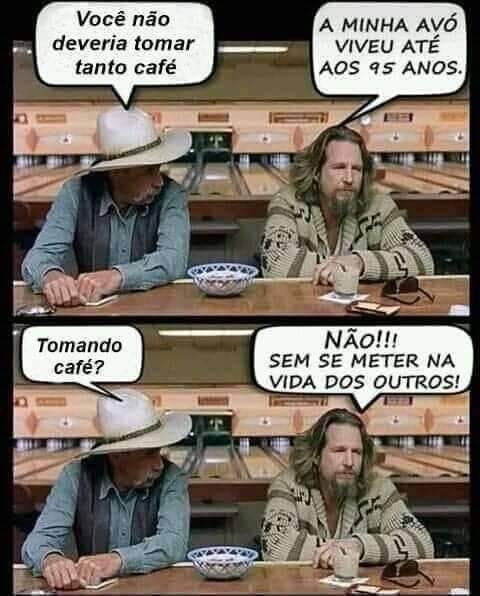 Você não
deveria tomar
tanto café
A MINHA AVÓ
VIVEU ATÉ
AOS 95 ANOS.
Tomando
café?
NÃO!!!
SEM SE METER NA
VIDA DOS OUTROS!